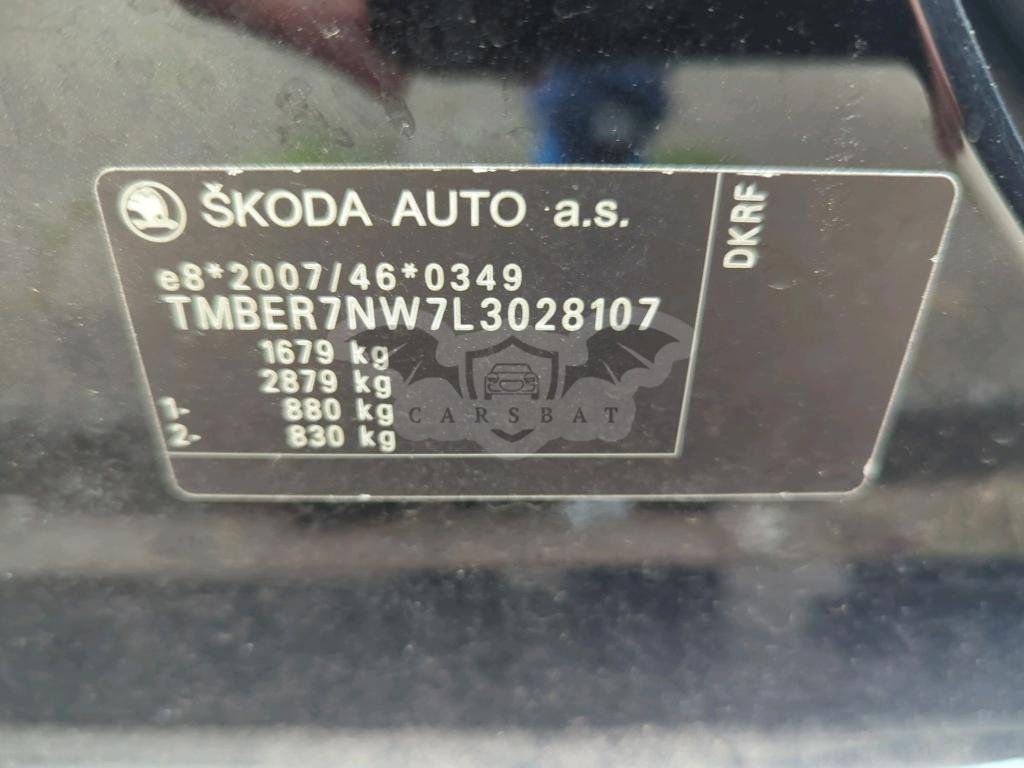 ŠKODA AUTO a.s.
DKRF
e8*2007/46*0349
TMBER7NW7L3028107
1679 kg
2879 kg
1- 880 kg
2- 830 kg
CARSBAT